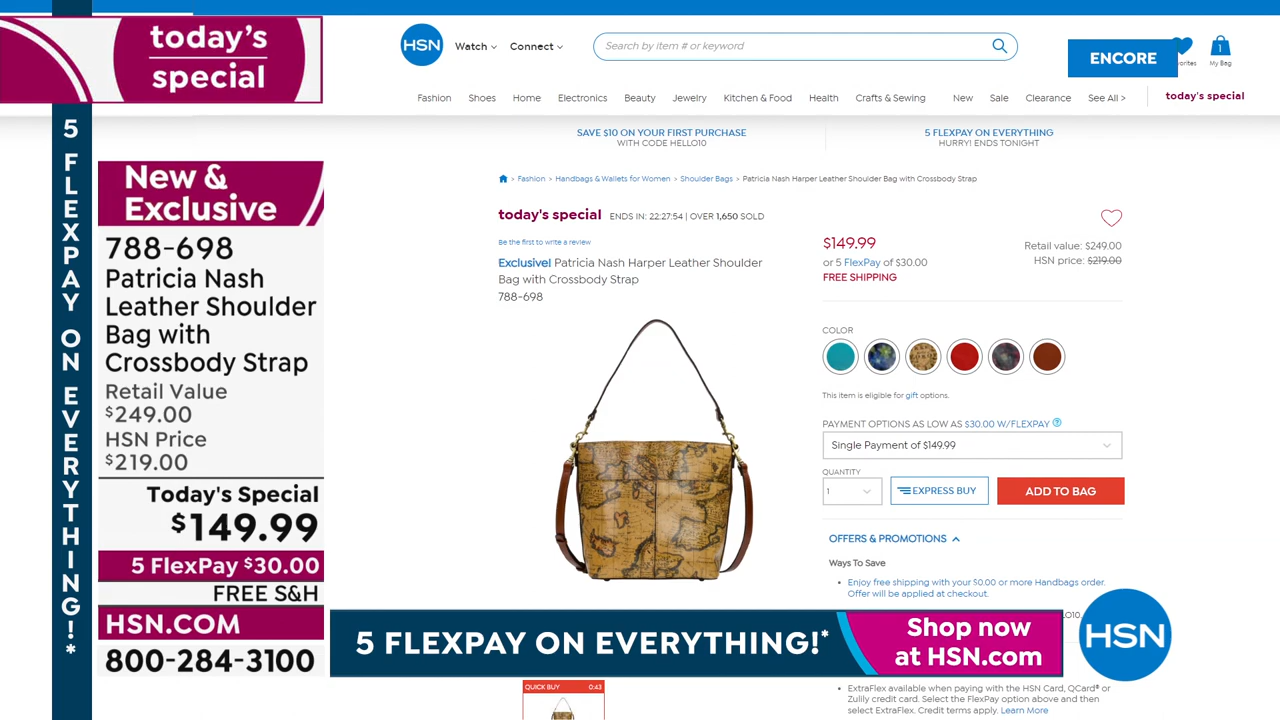 today's
special
5 FLEXPAY ON EVERYTHING!*
New &
Exclusive
788-698
Patricia Nash
Leather Shoulder
Bag with
Crossbody Strap
Retail Value
$249.00
HSN Price
$219.00
Today's Special
$149.99
5 FlexPay $30.00
FREE S&H
HSN.COM
800-284-3100
HSN
Watch
Connect
Search by item # or keyword
ENCORE
1
My Bag
Fashion
Shoes
Home
Electronics
Beauty
Jewelry
Kitchen & Food
Health
Crafts & Sewing
New
Sale
Clearance
See All >
today's special
SAVE $10 ON YOUR FIRST PURCHASE
WITH CODE HELLO10
5 FLEXPAY ON EVERYTHING
HURRY! ENDS TONIGHT
> Fashion > Handbags & Wallets for Women > Shoulder Bags > Patricia Nash Harper Leather Shoulder Bag with Crossbody Strap
today's special ENDS IN: 22:27:54 | OVER 1,650 SOLD
Be the first to write a review
Exclusive! Patricia Nash Harper Leather Shoulder
Bag with Crossbody Strap
788-698
$149.99
or 5 FlexPay of $30.00
FREE SHIPPING
Retail value: $249.00
HSN price: $219.00
COLOR
This item is eligible for gift options.
PAYMENT OPTIONS AS LOW AS $30.00 W/FLEXPAY ?
Single Payment of $149.99
QUANTITY
1
EXPRESS BUY
ADD TO BAG
OFFERS & PROMOTIONS
Ways To Save
• Enjoy free shipping with your $0.00 or more Handbags order.
Offer will be applied at checkout.
5 FLEXPAY ON EVERYTHING!*
Shop now
at HSN.com
HSN
QUICK BUY 0:43
• ExtraFlex available when paying with the HSN Card, QCard® or
Zulily credit card. Select the FlexPay option above and then
select ExtraFlex. Credit terms apply. Learn More